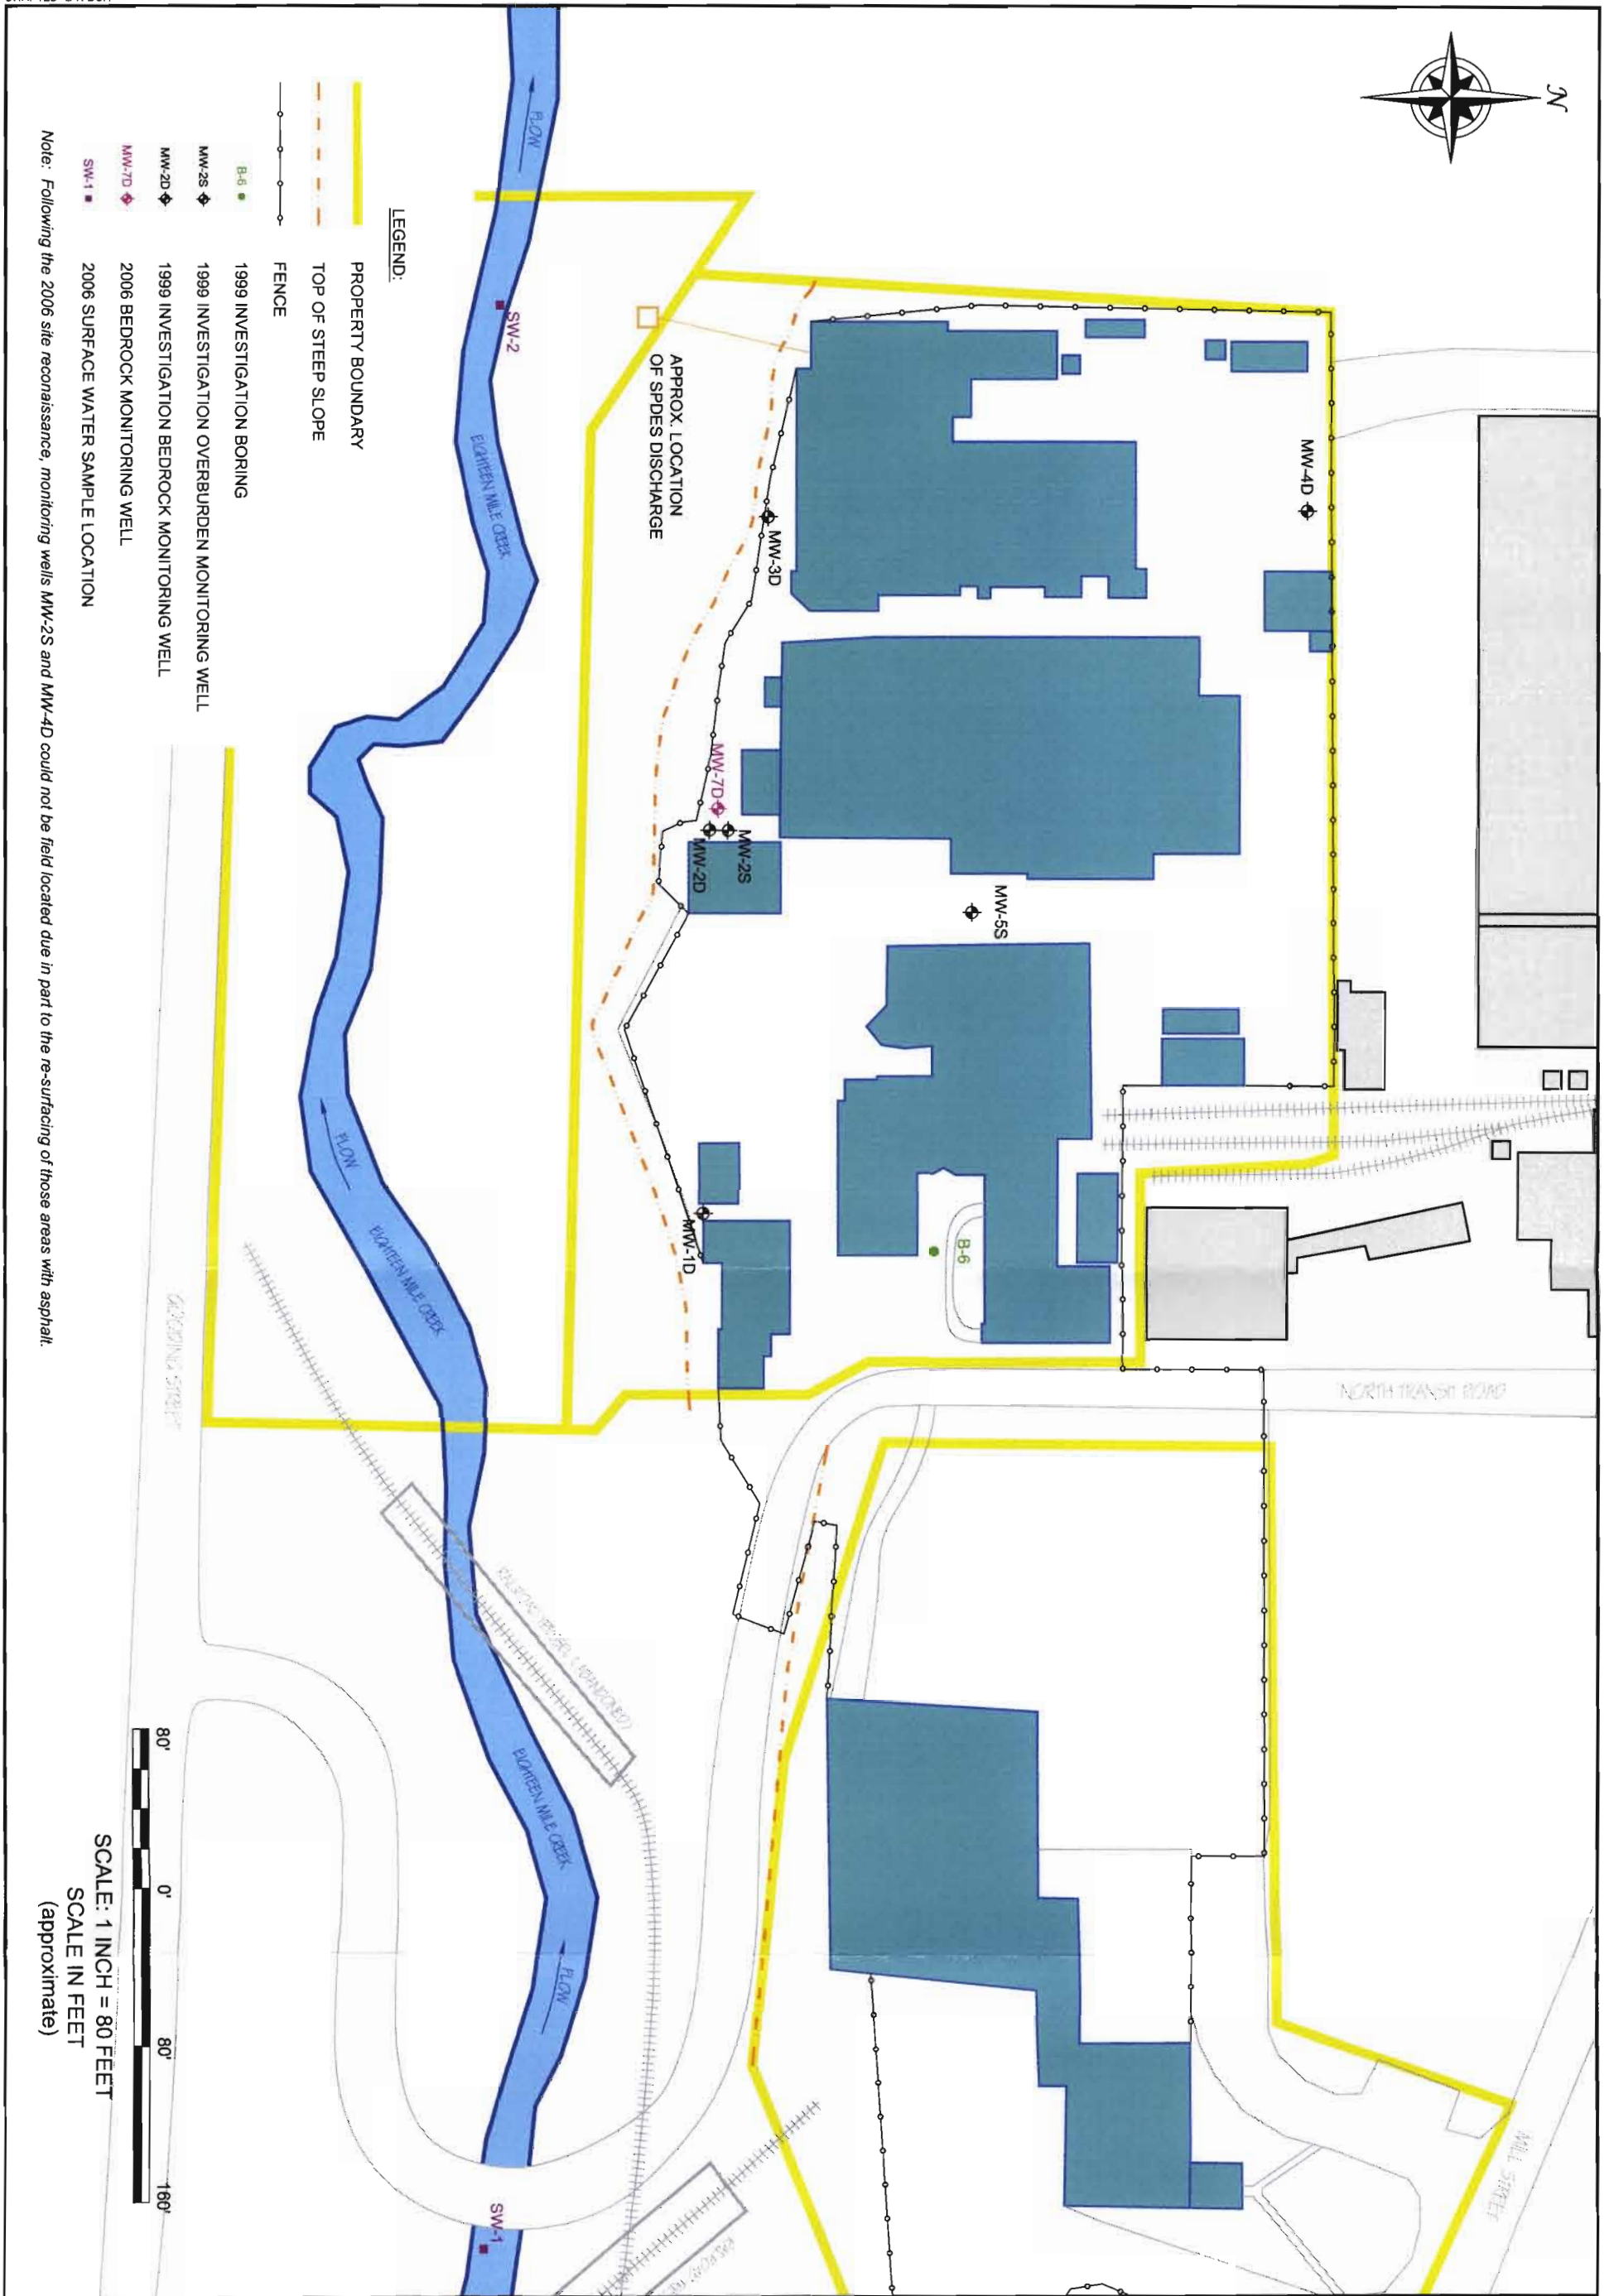 N
MW-4D
MW-3D
MW-7D
MW-2S
MW-2D
MW-5S
MW-1D
B-6
APPROX. LOCATION
OF SPDES DISCHARGE
SW-2
SW-1
FLOW
EIGHTEEN MILE CREEK
FLOW
EIGHTEEN MILE CREEK
EIGHTEEN MILE CREEK
FLOW
NORTH TRANSIT ROAD
MILL STREET
STREET
RAILROAD
(ABANDONED)
RAILROAD
LEGEND:
PROPERTY BOUNDARY
TOP OF STEEP SLOPE
FENCE
B-6 1999 INVESTIGATION BORING
MW-2S 1999 INVESTIGATION OVERBURDEN MONITORING WELL
MW-2D 1999 INVESTIGATION BEDROCK MONITORING WELL
MW-7D 2006 BEDROCK MONITORING WELL
SW-1 2006 SURFACE WATER SAMPLE LOCATION
Note: Following the 2006 site reconaissance, monitoring wells MW-2S and MW-4D could not be field located due in part to the re-surfacing of those areas with asphalt.
80' 0' 80' 160'
SCALE: 1 INCH = 80 FEET
SCALE IN FEET
(approximate)